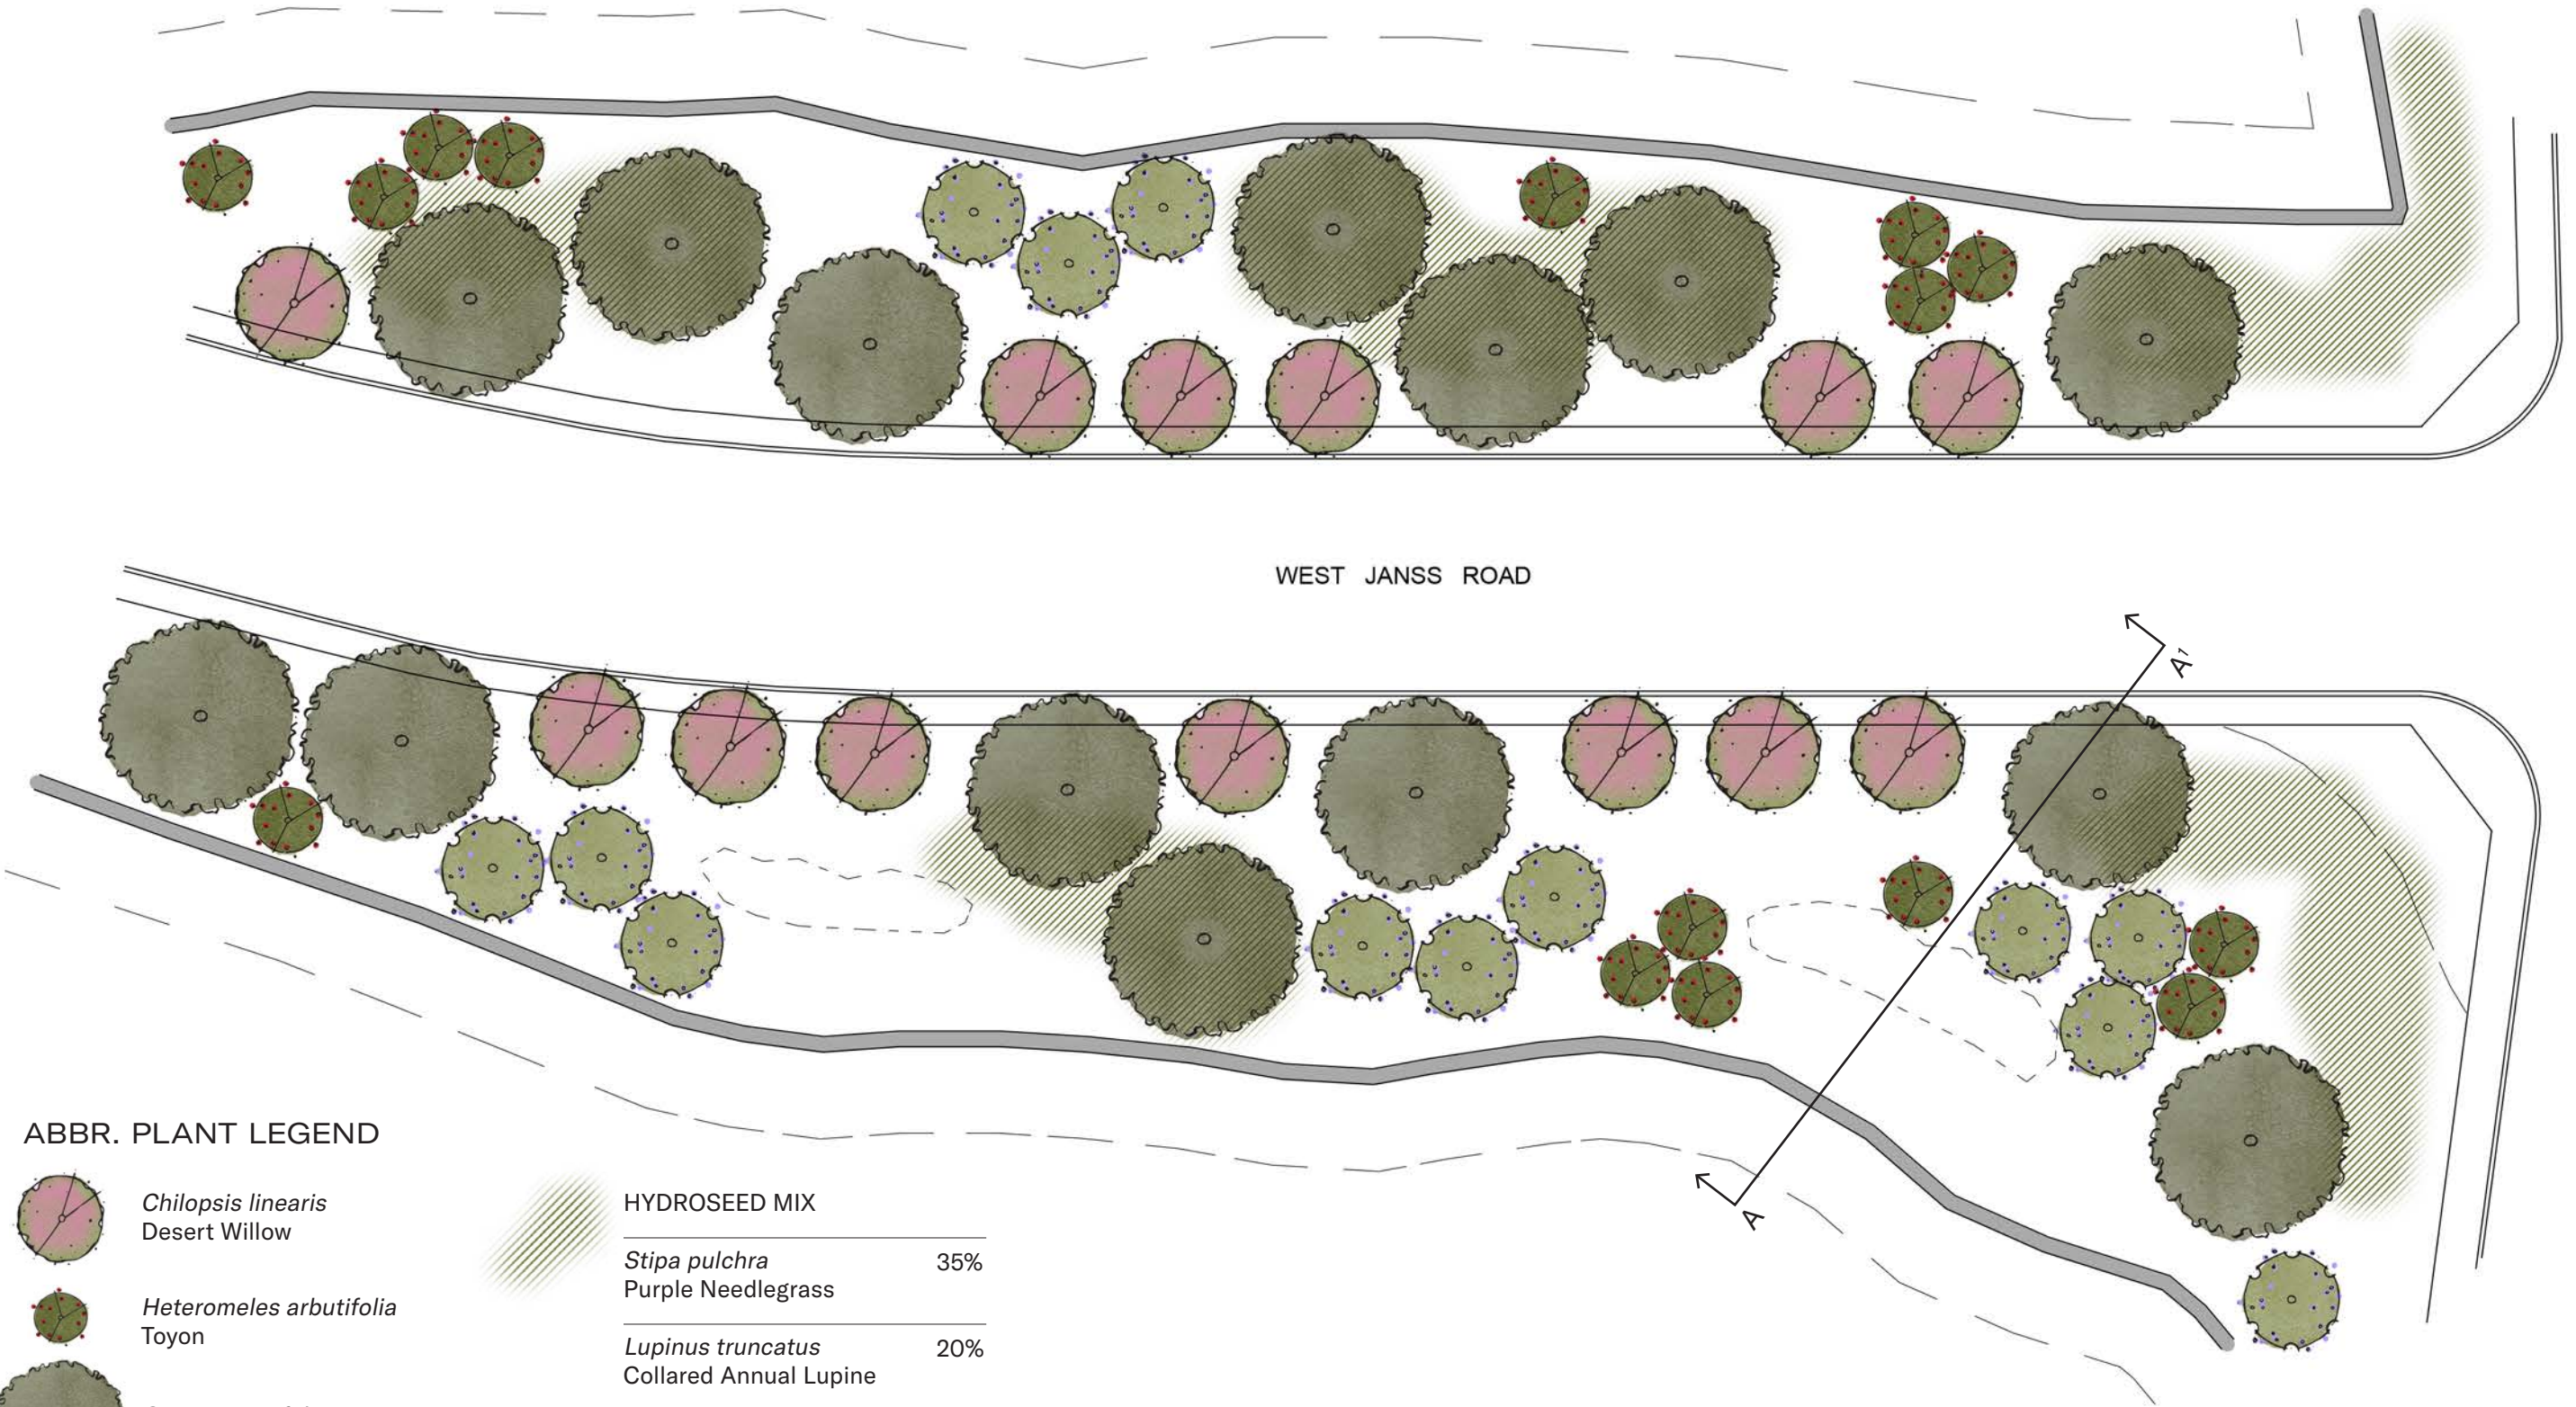 WEST JANSS ROAD
A'
A
ABBR. PLANT LEGEND
Chilopsis linearis
Desert Willow
Heteromeles arbutifolia
Toyon
HYDROSEED MIX
Stipa pulchra 35%
Purple Needlegrass
Lupinus truncatus 20%
Collared Annual Lupine